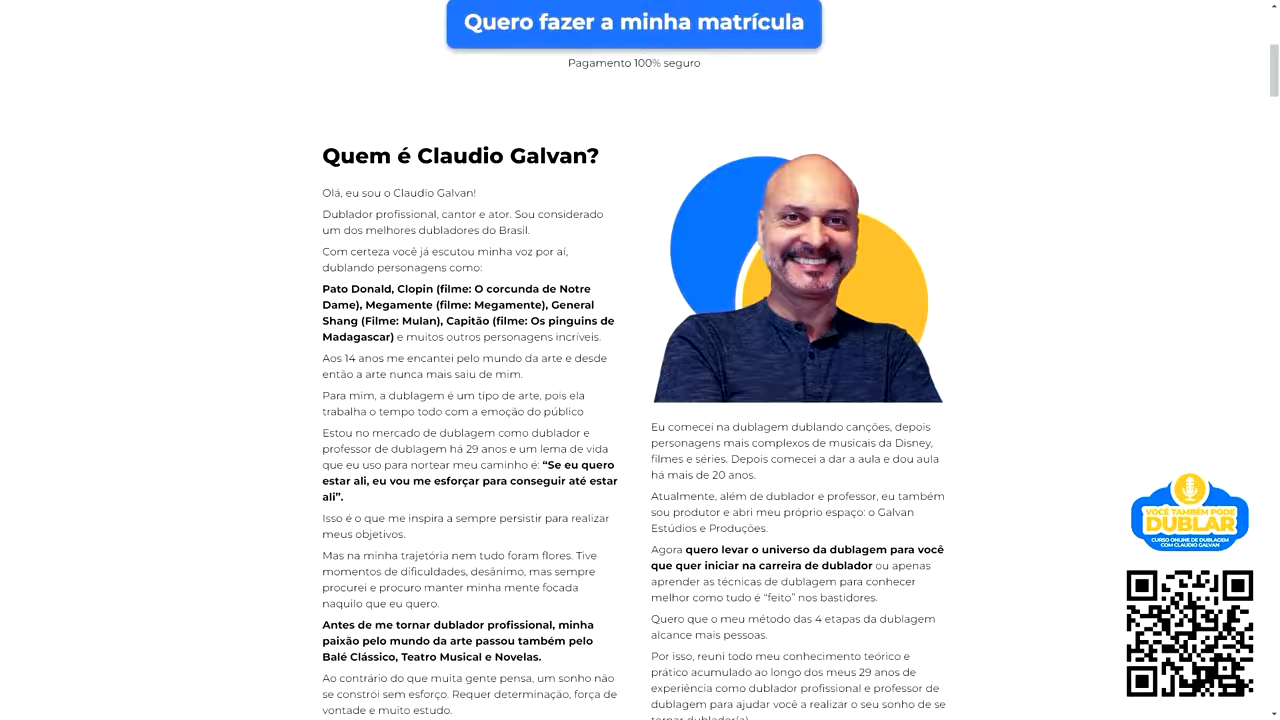 Quero fazer a minha matrícula
Pagamento 100% seguro
Quem é Claudio Galvan?
Olá, eu sou o Claudio Galvan!
Dublador profissional, cantor e ator. Sou considerado
um dos melhores dubladores do Brasil.
Com certeza você já escutou minha voz por aí,
dublando personagens como:
Pato Donald, Clopin (filme: O corcunda de Notre
Dame), Megamente (filme: Megamente), General
Shang (Filme: Mulan), Capitão (filme: Os pinguins de
Madagascar) e muitos outros personagens incríveis.
Aos 14 anos me encantei pelo mundo da arte e desde
então a arte nunca mais saiu de mim.
Para mim, a dublagem é um tipo de arte, pois ela
trabalha o tempo todo com a emoção do público
Estou no mercado de dublagem como dublador e
professor de dublagem há 29 anos e um lema de vida
que eu uso para nortear meu caminho é: “Se eu quero
estar ali, eu vou me esforçar para conseguir até estar
ali”.
Isso é o que me inspira a sempre persistir para realizar
meus objetivos.
Mas na minha trajetória nem tudo foram flores. Tive
momentos de dificuldades, desânimo, mas sempre
procurei e procuro manter minha mente focada
naquilo que eu quero.
Antes de me tornar dublador profissional, minha
paixão pelo mundo da arte passou também pelo
Balé Clássico, Teatro Musical e Novelas.
Ao contrário do que muita gente pensa, um sonho não
se constrói sem esforço. Requer determinação, força de
vontade e muito estudo.
Eu comecei na dublagem dublando canções, depois
personagens mais complexos de musicais da Disney,
filmes e séries. Depois comecei a dar a aula e dou aula
há mais de 20 anos.
Atualmente, além de dublador e professor, eu também
sou produtor e abri meu próprio espaço: o Galvan
Estúdios e Produções.
Agora quero levar o universo da dublagem para você
que quer iniciar na carreira de dublador ou apenas
aprender as técnicas de dublagem para conhecer
melhor como tudo é “feito” nos bastidores.
Quero que o meu método das 4 etapas da dublagem
alcance mais pessoas.
Por isso, reuni todo meu conhecimento teórico e
prático acumulado ao longo dos meus 29 anos de
experiência como dublador profissional e professor de
dublagem para ajudar você a realizar o seu sonho de se
tornar dublador(a)
VOCÊ TAMBÉM PODE
DUBLAR
CURSO ONLINE DE DUBLAGEM
COM CLAUDIO GALVAN